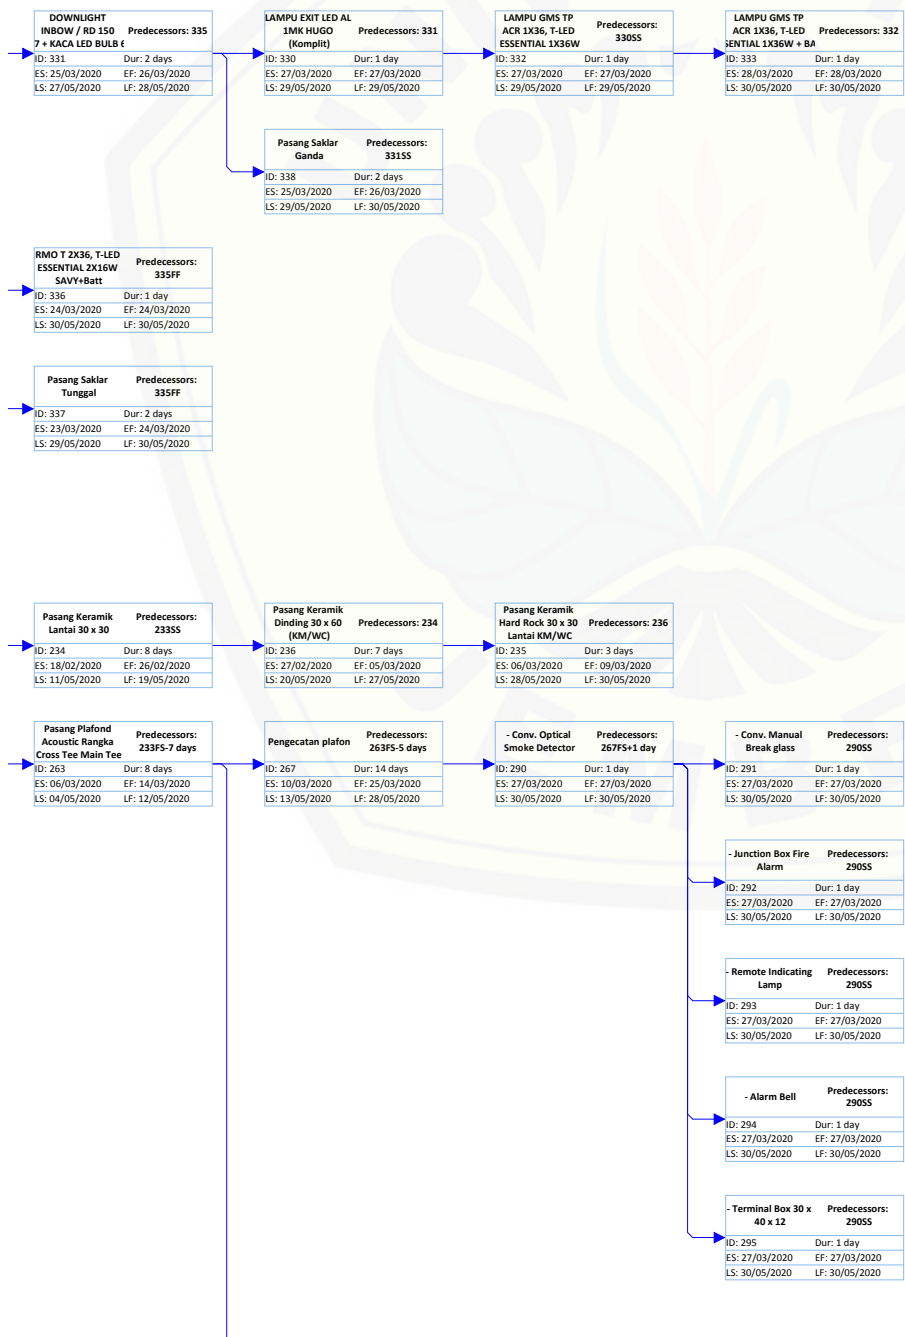 DOWNLIGHT
INBOW / RD 150
7 + KACA LED BULB 6
Predecessors: 335
ID: 331 Dur: 2 days
ES: 25/03/2020 EF: 26/03/2020
LS: 27/05/2020 LF: 28/05/2020
LAMPU EXIT LED AL
1MK HUGO
(Komplit)
Predecessors: 331
ID: 330 Dur: 1 day
ES: 27/03/2020 EF: 27/03/2020
LS: 29/05/2020 LF: 29/05/2020
LAMPU GMS TP
ACR 1X36, T-LED
ESSENTIAL 1X36W
Predecessors:
330SS
ID: 332 Dur: 1 day
ES: 27/03/2020 EF: 27/03/2020
LS: 29/05/2020 LF: 29/05/2020
LAMPU GMS TP
ACR 1X36, T-LED
SENTIAL 1X36W + BA
Predecessors: 332
ID: 333 Dur: 1 day
ES: 28/03/2020 EF: 28/03/2020
LS: 30/05/2020 LF: 30/05/2020
Pasang Saklar
Ganda
Predecessors:
331SS
ID: 338 Dur: 2 days
ES: 25/03/2020 EF: 26/03/2020
LS: 29/05/2020 LF: 30/05/2020
RMO T 2X36, T-LED
ESSENTIAL 2X16W
SAVY+Batt
Predecessors:
335FF
ID: 336 Dur: 1 day
ES: 24/03/2020 EF: 24/03/2020
LS: 30/05/2020 LF: 30/05/2020
Pasang Saklar
Tunggal
Predecessors:
335FF
ID: 337 Dur: 2 days
ES: 23/03/2020 EF: 24/03/2020
LS: 29/05/2020 LF: 30/05/2020
Pasang Keramik
Lantai 30 x 30
Predecessors:
233SS
ID: 234 Dur: 8 days
ES: 18/02/2020 EF: 26/02/2020
LS: 11/05/2020 LF: 19/05/2020
Pasang Keramik
Dinding 30 x 60
(KM/WC)
Predecessors: 234
ID: 236 Dur: 7 days
ES: 27/02/2020 EF: 05/03/2020
LS: 20/05/2020 LF: 27/05/2020
Pasang Keramik
Hard Rock 30 x 30
Lantai KM/WC
Predecessors: 236
ID: 235 Dur: 3 days
ES: 06/03/2020 EF: 09/03/2020
LS: 28/05/2020 LF: 30/05/2020
Pasang Plafond
Acoustic Rangka
Cross Tee Main Tee
Predecessors:
233FS-7 days
ID: 263 Dur: 8 days
ES: 06/03/2020 EF: 14/03/2020
LS: 04/05/2020 LF: 12/05/2020
Pengecatan plafon
Predecessors:
263FS-5 days
ID: 267 Dur: 14 days
ES: 10/03/2020 EF: 25/03/2020
LS: 13/05/2020 LF: 28/05/2020
- Conv. Optical
Smoke Detector
Predecessors:
267FS+1 day
ID: 290 Dur: 1 day
ES: 27/03/2020 EF: 27/03/2020
LS: 30/05/2020 LF: 30/05/2020
- Conv. Manual
Break glass
Predecessors:
290SS
ID: 291 Dur: 1 day
ES: 27/03/2020 EF: 27/03/2020
LS: 30/05/2020 LF: 30/05/2020
- Junction Box Fire
Alarm
Predecessors:
290SS
ID: 292 Dur: 1 day
ES: 27/03/2020 EF: 27/03/2020
LS: 30/05/2020 LF: 30/05/2020
- Remote Indicating
Lamp
Predecessors:
290SS
ID: 293 Dur: 1 day
ES: 27/03/2020 EF: 27/03/2020
LS: 30/05/2020 LF: 30/05/2020
- Alarm Bell
Predecessors:
290SS
ID: 294 Dur: 1 day
ES: 27/03/2020 EF: 27/03/2020
LS: 30/05/2020 LF: 30/05/2020
- Terminal Box 30 x
40 x 12
Predecessors:
290SS
ID: 295 Dur: 1 day
ES: 27/03/2020 EF: 27/03/2020
LS: 30/05/2020 LF: 30/05/2020